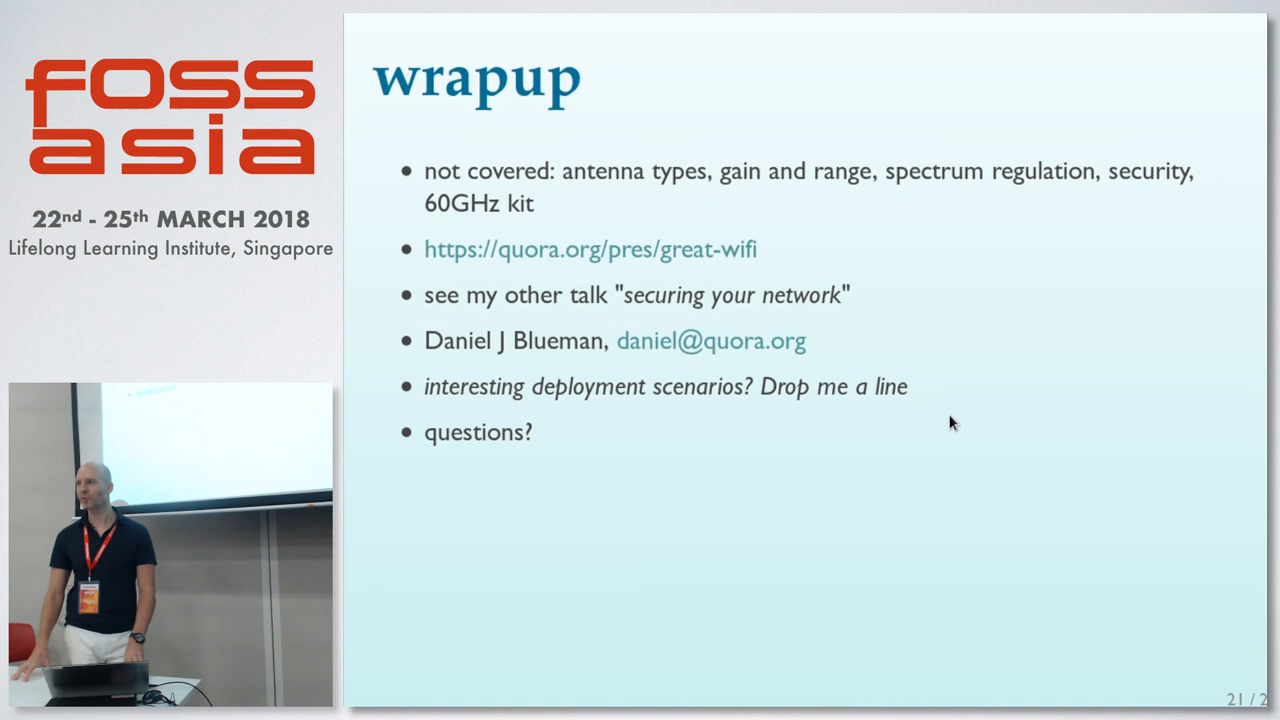 foss
asia
22nd - 25th MARCH 2018
Lifelong Learning Institute, Singapore
wrapup
• not covered: antenna types, gain and range, spectrum regulation, security,
60GHz kit
• https://quora.org/pres/great-wifi
• see my other talk "securing your network"
• Daniel J Blueman, daniel@quora.org
• interesting deployment scenarios? Drop me a line
• questions?
21 / 2